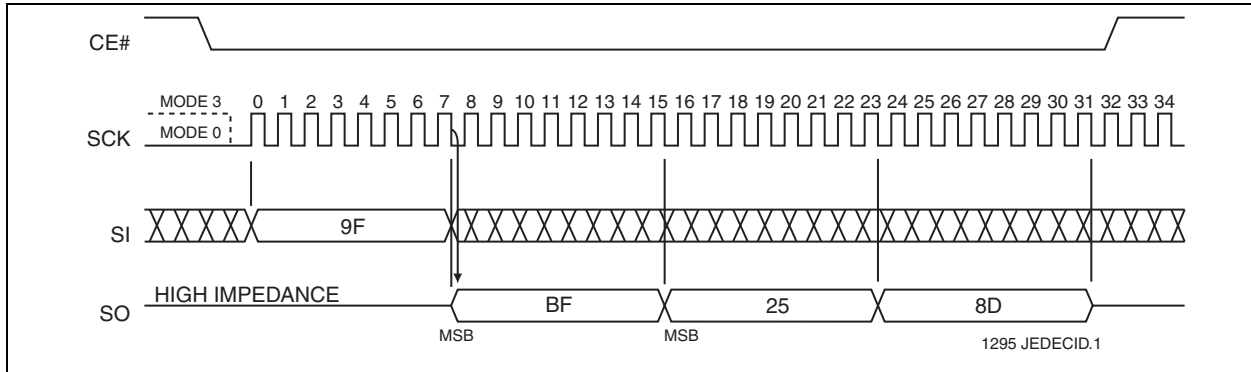 CE#
MODE 3
0 1 2 3 4 5 6 7 8 9 10 11 12 13 14 15 16 17 18 19 20 21 22 23 24 25 26 27 28 29 30 31 32 33 34
SCK
MODE 0
SI
9F
HIGH IMPEDANCE
SO
BF
25
8D
MSB
MSB
1295 JEDECID.1